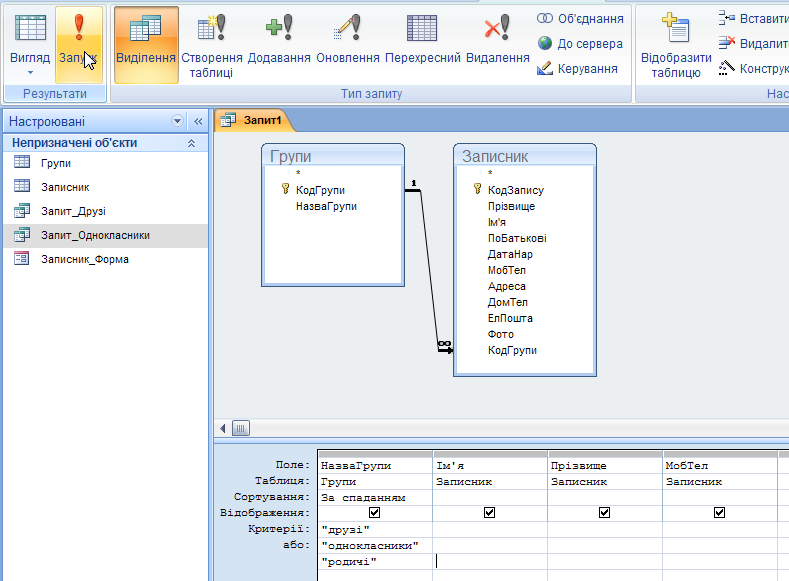 Вигляд
Запуск
Результати
Виділення
Створення таблиці
Додавання
Оновлення
Перехресний
Видалення
Об'єднання
До сервера
Керування
Тип запиту
Відобразити таблицю
Вставити
Видалит
Конструк
Нас
Настроювані
«
Непризначені об'єкти
Групи
Записник
Запит_Друзі
Запит_Однокласники
Записник_Форма
Запит1
Групи
*
КодГрупи
НазваГрупи
1
∞
Записник
*
КодЗапису
Прізвище
Ім'я
ПоБатькові
ДатаНар
МобТел
Адреса
ДомТел
ЕлПошта
Фото
КодГрупи
Поле: НазваГрупи Ім'я Прізвище МобТел
Таблиця: Групи Записник Записник Записник
Сортування: За спаданням
Відображення:
Критерії: "друзі"
або: "однокласники"
"родичі"